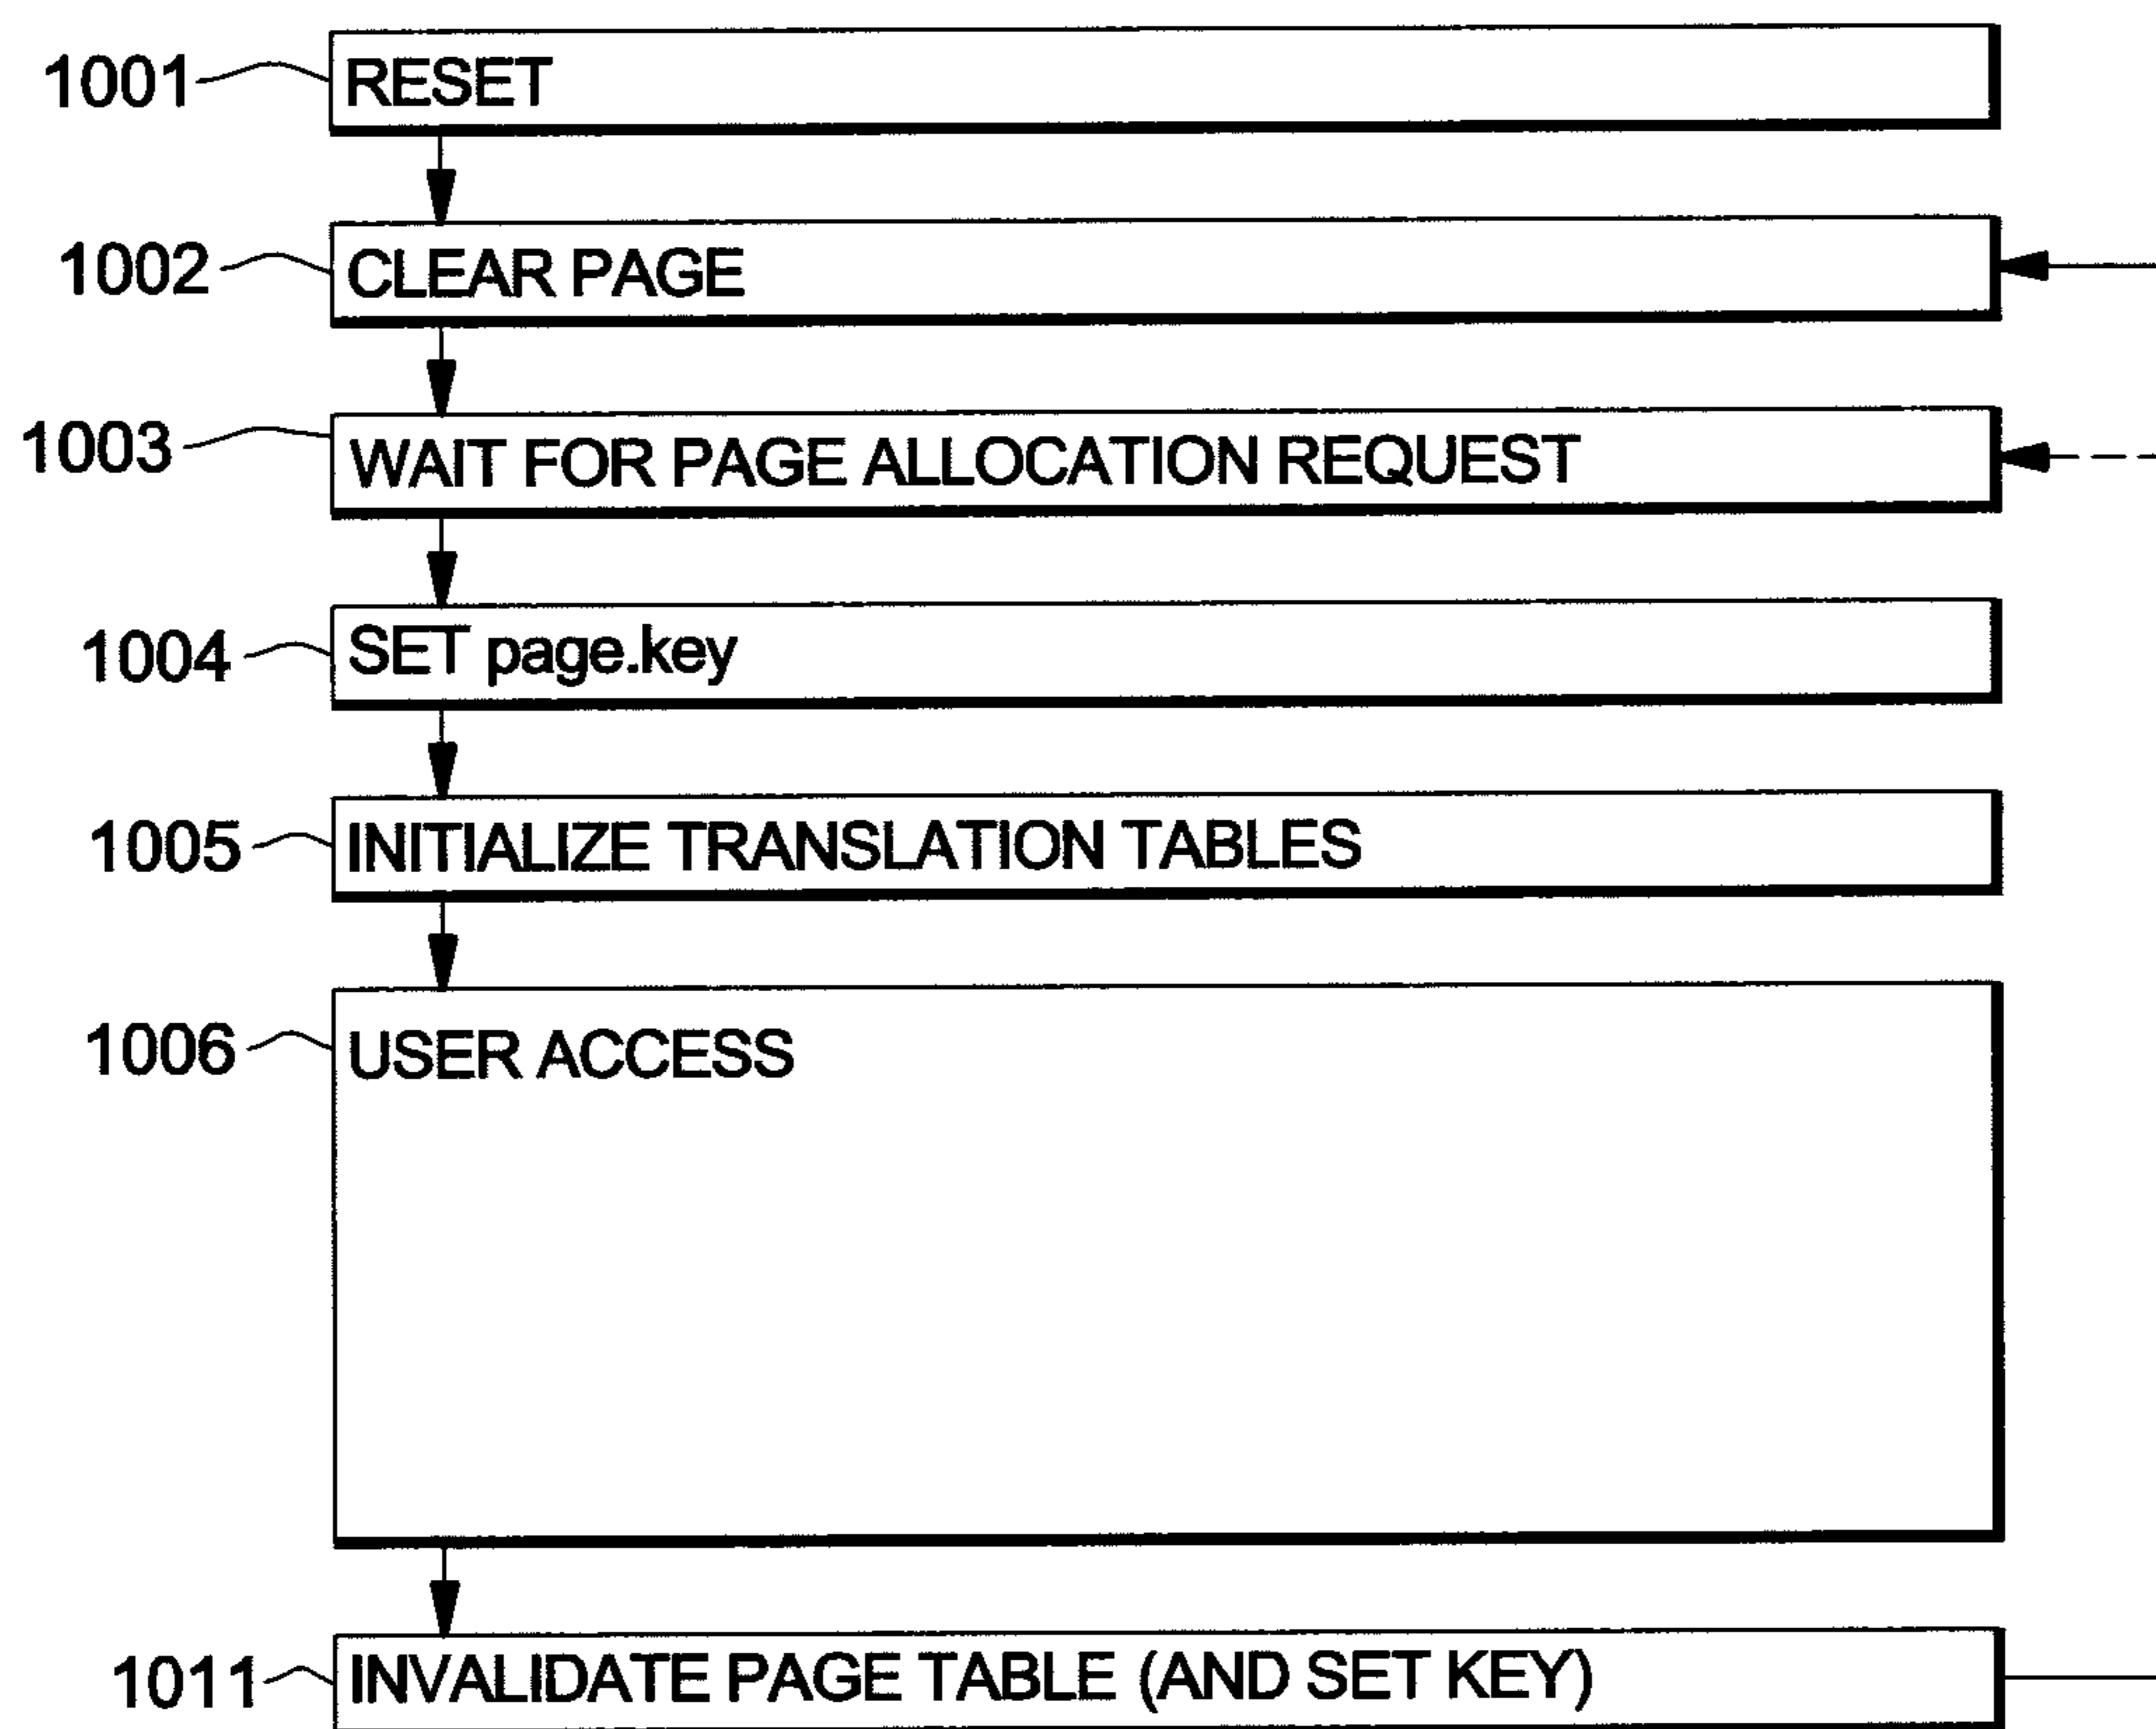 1001 RESET
1002 CLEAR PAGE
1003 WAIT FOR PAGE ALLOCATION REQUEST
1004 SET page.key
1005 INITIALIZE TRANSLATION TABLES
1006 USER ACCESS
1011 INVALIDATE PAGE TABLE (AND SET KEY)